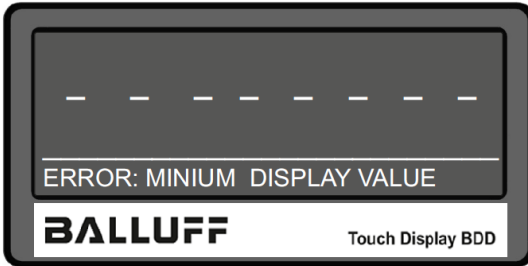 – – – – – – – –
ERROR: MINIUM DISPLAY VALUE
BALLUFF
Touch Display BDD